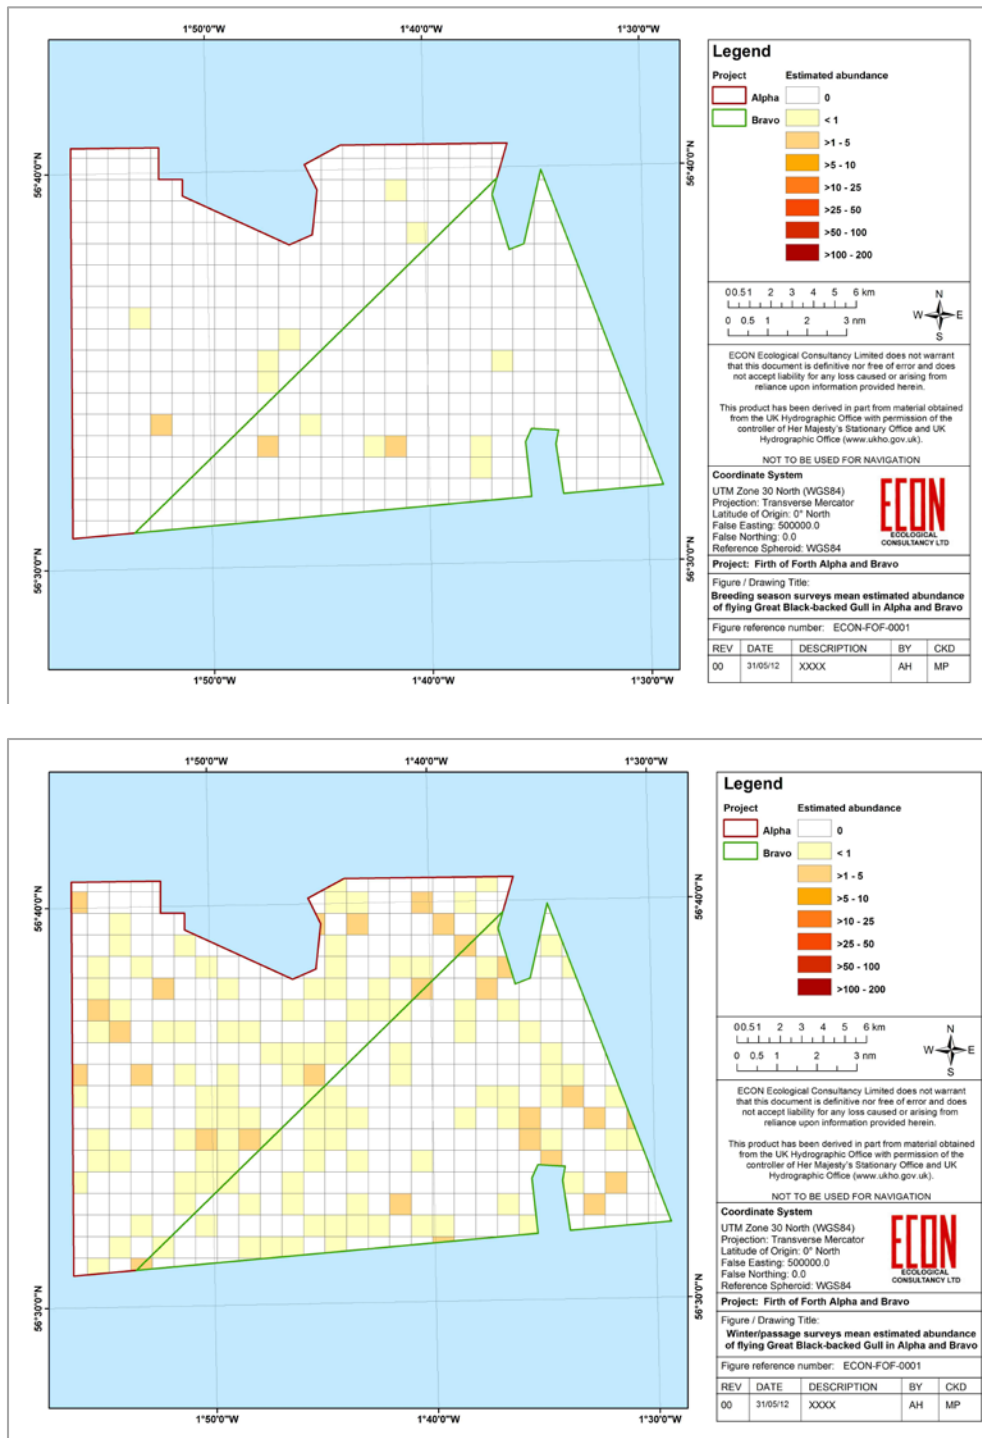 1°50'0"W 1°40'0"W 1°30'0"W
56°40'0"N
56°40'0"N
56°30'0"N
56°30'0"N
1°50'0"W 1°40'0"W 1°30'0"W
Legend
Project Estimated abundance
Alpha 0
Bravo < 1
>1 - 5
>5 - 10
>10 - 25
>25 - 50
>50 - 100
>100 - 200
0 0.5 1 2 3 4 5 6 km
0 0.5 1 2 3 nm
N
W E
S
ECON Ecological Consultancy Limited does not warrant
that this document is definitive nor free of error and does
not accept liability for any loss caused or arising from
reliance upon information provided herein.
This product has been derived in part from material obtained
from the UK Hydrographic Office with permission of the
controller of Her Majesty's Stationary Office and UK
Hydrographic Office (www.ukho.gov.uk).
NOT TO BE USED FOR NAVIGATION
Coordinate System
UTM Zone 30 North (WGS84)
Projection: Transverse Mercator
Latitude of Origin: 0° North
False Easting: 500000.0
False Northing: 0.0
Reference Spheroid: WGS84
ECON
ECOLOGICAL
CONSULTANCY LTD
Project: Firth of Forth Alpha and Bravo
Figure / Drawing Title:
Breeding season surveys mean estimated abundance
of flying Great Black-backed Gull in Alpha and Bravo
Figure reference number: ECON-FOF-0001
REV DATE DESCRIPTION BY CKD
00 31/05/12 XXXX AH MP
1°50'0"W 1°40'0"W 1°30'0"W
56°40'0"N
56°40'0"N
56°30'0"N
56°30'0"N
1°50'0"W 1°40'0"W 1°30'0"W
Legend
Project Estimated abundance
Alpha 0
Bravo < 1
>1 - 5
>5 - 10
>10 - 25
>25 - 50
>50 - 100
>100 - 200
0 0.5 1 2 3 4 5 6 km
0 0.5 1 2 3 nm
N
W E
S
ECON Ecological Consultancy Limited does not warrant
that this document is definitive nor free of error and does
not accept liability for any loss caused or arising from
reliance upon information provided herein.
This product has been derived in part from material obtained
from the UK Hydrographic Office with permission of the
controller of Her Majesty's Stationary Office and UK
Hydrographic Office (www.ukho.gov.uk).
NOT TO BE USED FOR NAVIGATION
Coordinate System
UTM Zone 30 North (WGS84)
Projection: Transverse Mercator
Latitude of Origin: 0° North
False Easting: 500000.0
False Northing: 0.0
Reference Spheroid: WGS84
ECON
ECOLOGICAL
CONSULTANCY LTD
Project: Firth of Forth Alpha and Bravo
Figure / Drawing Title:
Winter/passage surveys mean estimated abundance
of flying Great Black-backed Gull in Alpha and Bravo
Figure reference number: ECON-FOF-0001
REV DATE DESCRIPTION BY CKD
00 31/05/12 XXXX AH MP